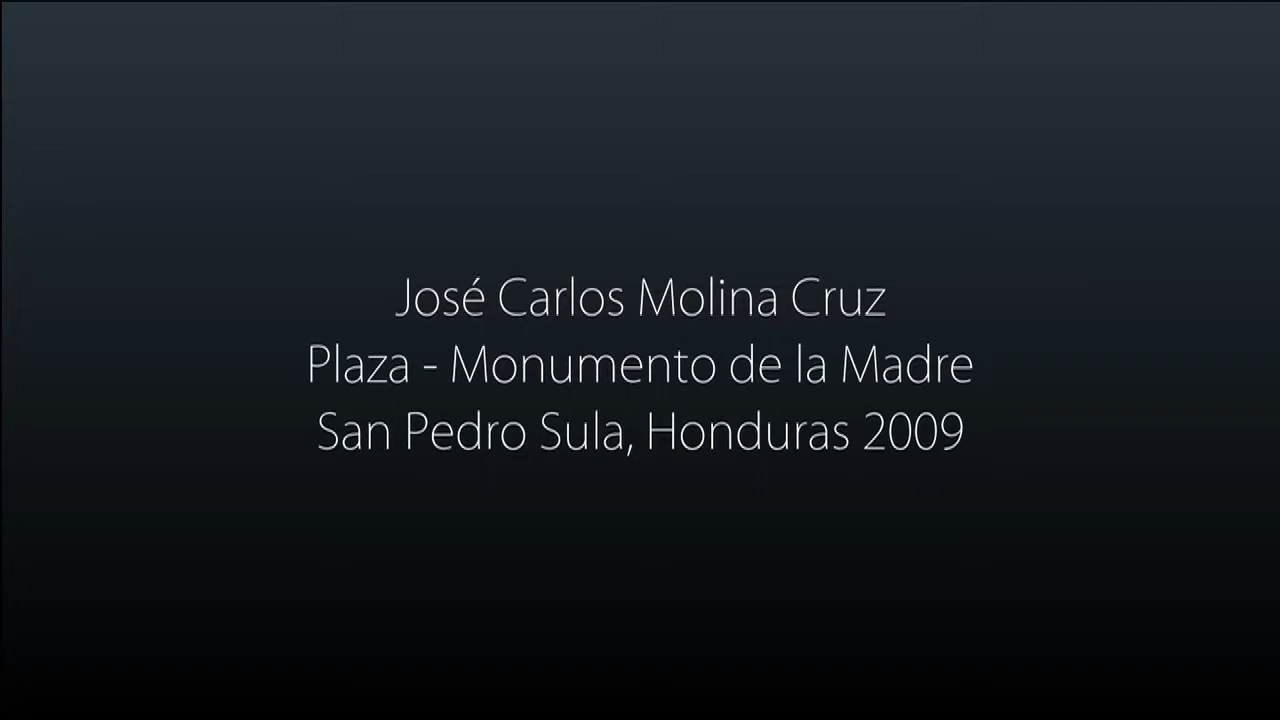 José Carlos Molina Cruz
Plaza - Monumento de la Madre
San Pedro Sula, Honduras 2009